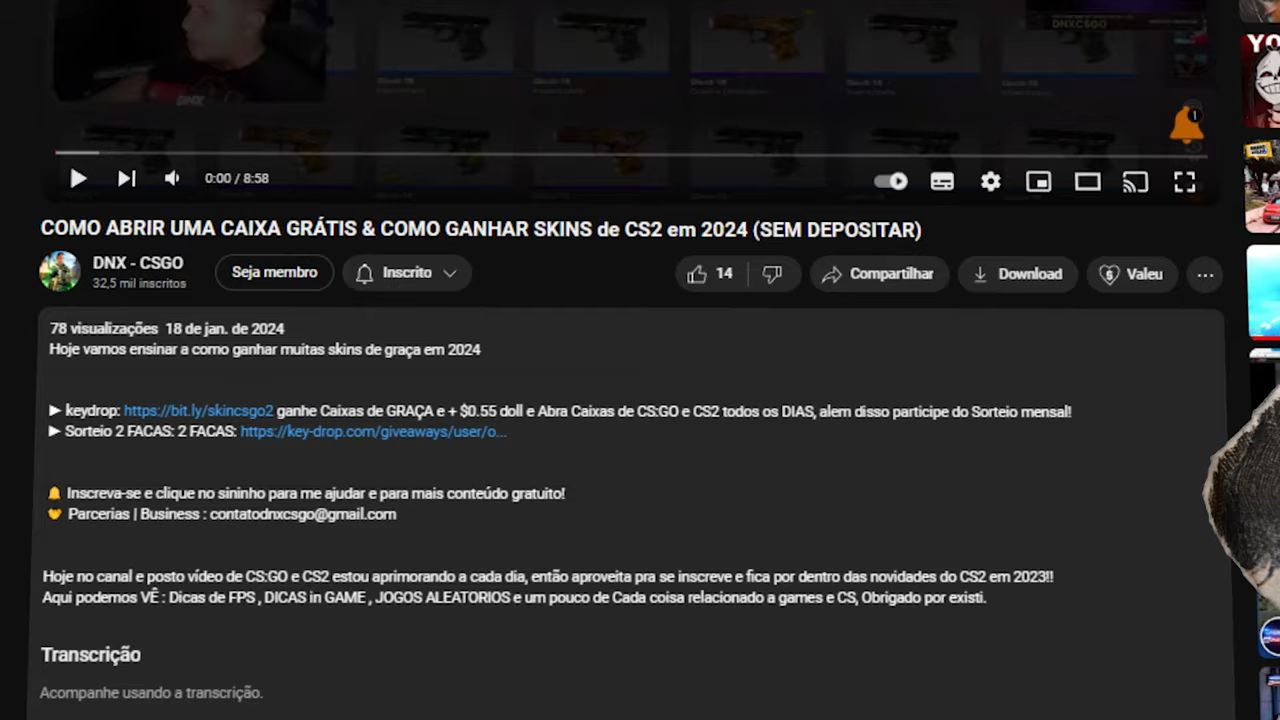 DNXCSGO
DNX
YO
1
0:00 / 8:58
COMO ABRIR UMA CAIXA GRÁTIS & COMO GANHAR SKINS de CS2 em 2024 (SEM DEPOSITAR)
DNX - CSGO
32,5 mil inscritos
Seja membro
Inscrito
14
Compartilhar
Download
Valeu
78 visualizações 18 de jan. de 2024
Hoje vamos ensinar a como ganhar muitas skins de graça em 2024
► keydrop: https://bit.ly/skincsgo2 ganhe Caixas de GRAÇA e + $0.55 doll e Abra Caixas de CS:GO e CS2 todos os DIAS, alem disso participe do Sorteio mensal!
► Sorteio 2 FACAS: 2 FACAS: https://key-drop.com/giveaways/user/o...
🔔 Inscreva-se e clique no sininho para me ajudar e para mais conteúdo gratuito!
Parcerias | Business : contatodnxcsgo@gmail.com
Hoje no canal e posto vídeo de CS:GO e CS2 estou aprimorando a cada dia, então aproveita pra se inscreve e fica por dentro das novidades do CS2 em 2023!!
Aqui podemos VÊ : Dicas de FPS , DICAS in GAME , JOGOS ALEATORIOS e um pouco de Cada coisa relacionado a games e CS, Obrigado por existi.
Transcrição
Acompanhe usando a transcrição.